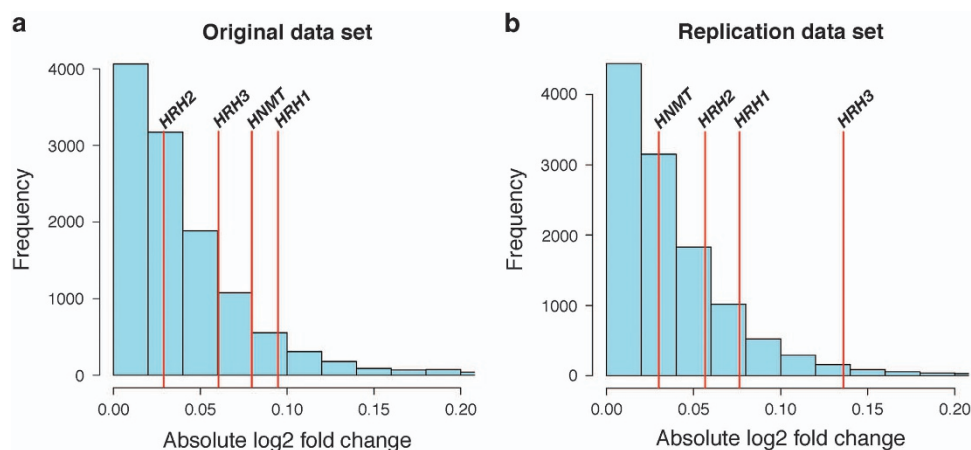 a
Original data set
4000
3000
2000
1000
0
Frequency
HRH2
HRH3
HNMT
HRH1
0.00
0.05
0.10
0.15
0.20
Absolute log2 fold change
b
Replication data set
4000
3000
2000
1000
0
Frequency
HNMT
HRH2
HRH1
HRH3
0.00
0.05
0.10
0.15
0.20
Absolute log2 fold change